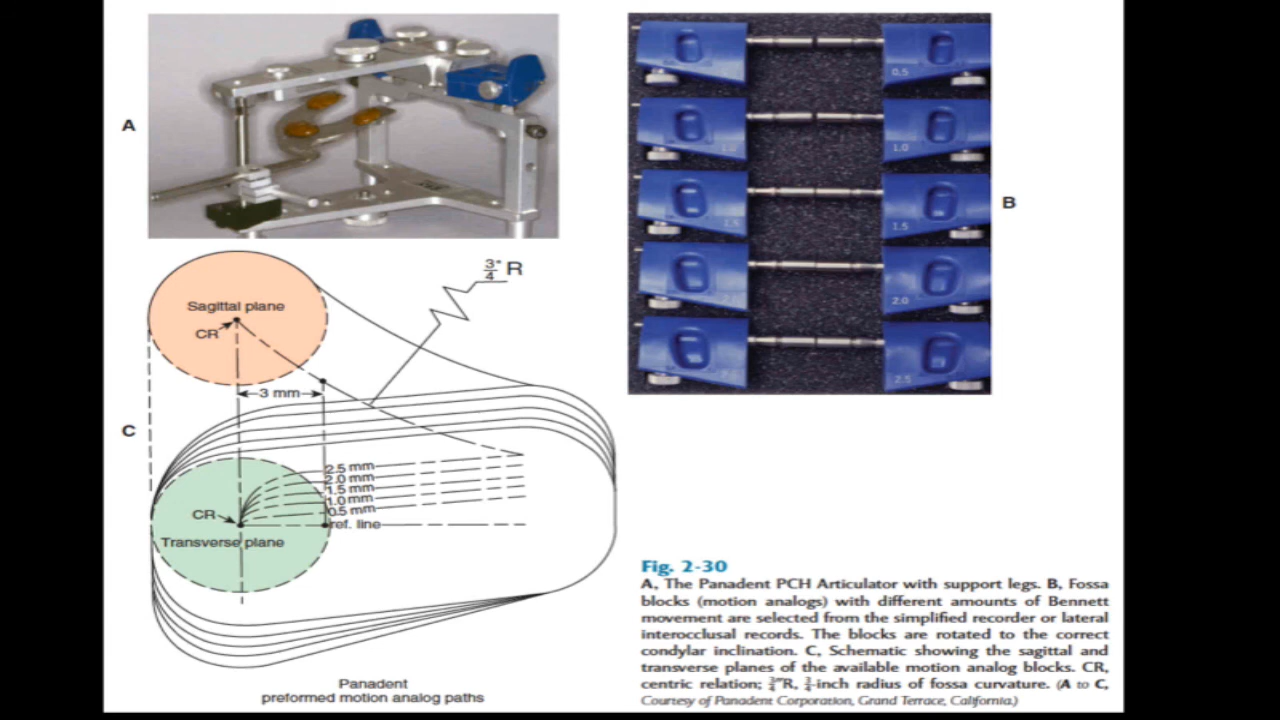 A
B
0.5
1.0
1.0
1.5
1.5
2.0
2.5
C
Sagittal plane
CR
3 mm
3/4" R
2.5 mm
2.0 mm
1.5 mm
1.0 mm
0.5 mm
ref. line
CR
Transverse plane
Panadent
preformed motion analog paths
Fig. 2-30
A, The Panadent PCH Articulator with support legs. B, Fossa
blocks (motion analogs) with different amounts of Bennett
movement are selected from the simplified recorder or lateral
interocclusal records. The blocks are rotated to the correct
condylar inclination. C, Schematic showing the sagittal and
transverse planes of the available motion analog blocks. CR,
centric relation; ¾"R, ¾-inch radius of fossa curvature. (A to C,
Courtesy of Panadent Corporation, Grand Terrace, California.)